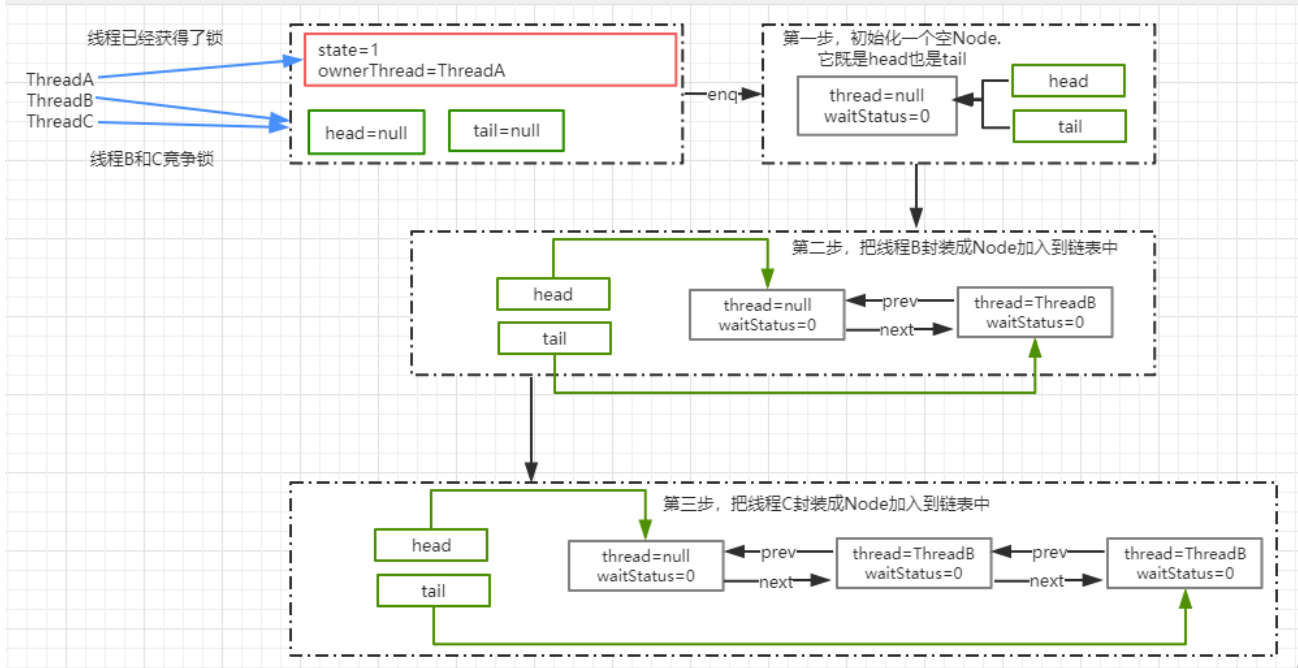 线程已经获得了锁
ThreadA
ThreadB
ThreadC
线程B和C竞争锁
state=1
ownerThread=ThreadA
head=null
tail=null
enq
第一步，初始化一个空Node.
它既是head也是tail
thread=null
waitStatus=0
head
tail
第二步，把线程B封装成Node加入到链表中
head
tail
thread=null
waitStatus=0
prev
next
thread=ThreadB
waitStatus=0
第三步，把线程C封装成Node加入到链表中
head
tail
thread=null
waitStatus=0
prev
next
thread=ThreadB
waitStatus=0
prev
next
thread=ThreadB
waitStatus=0